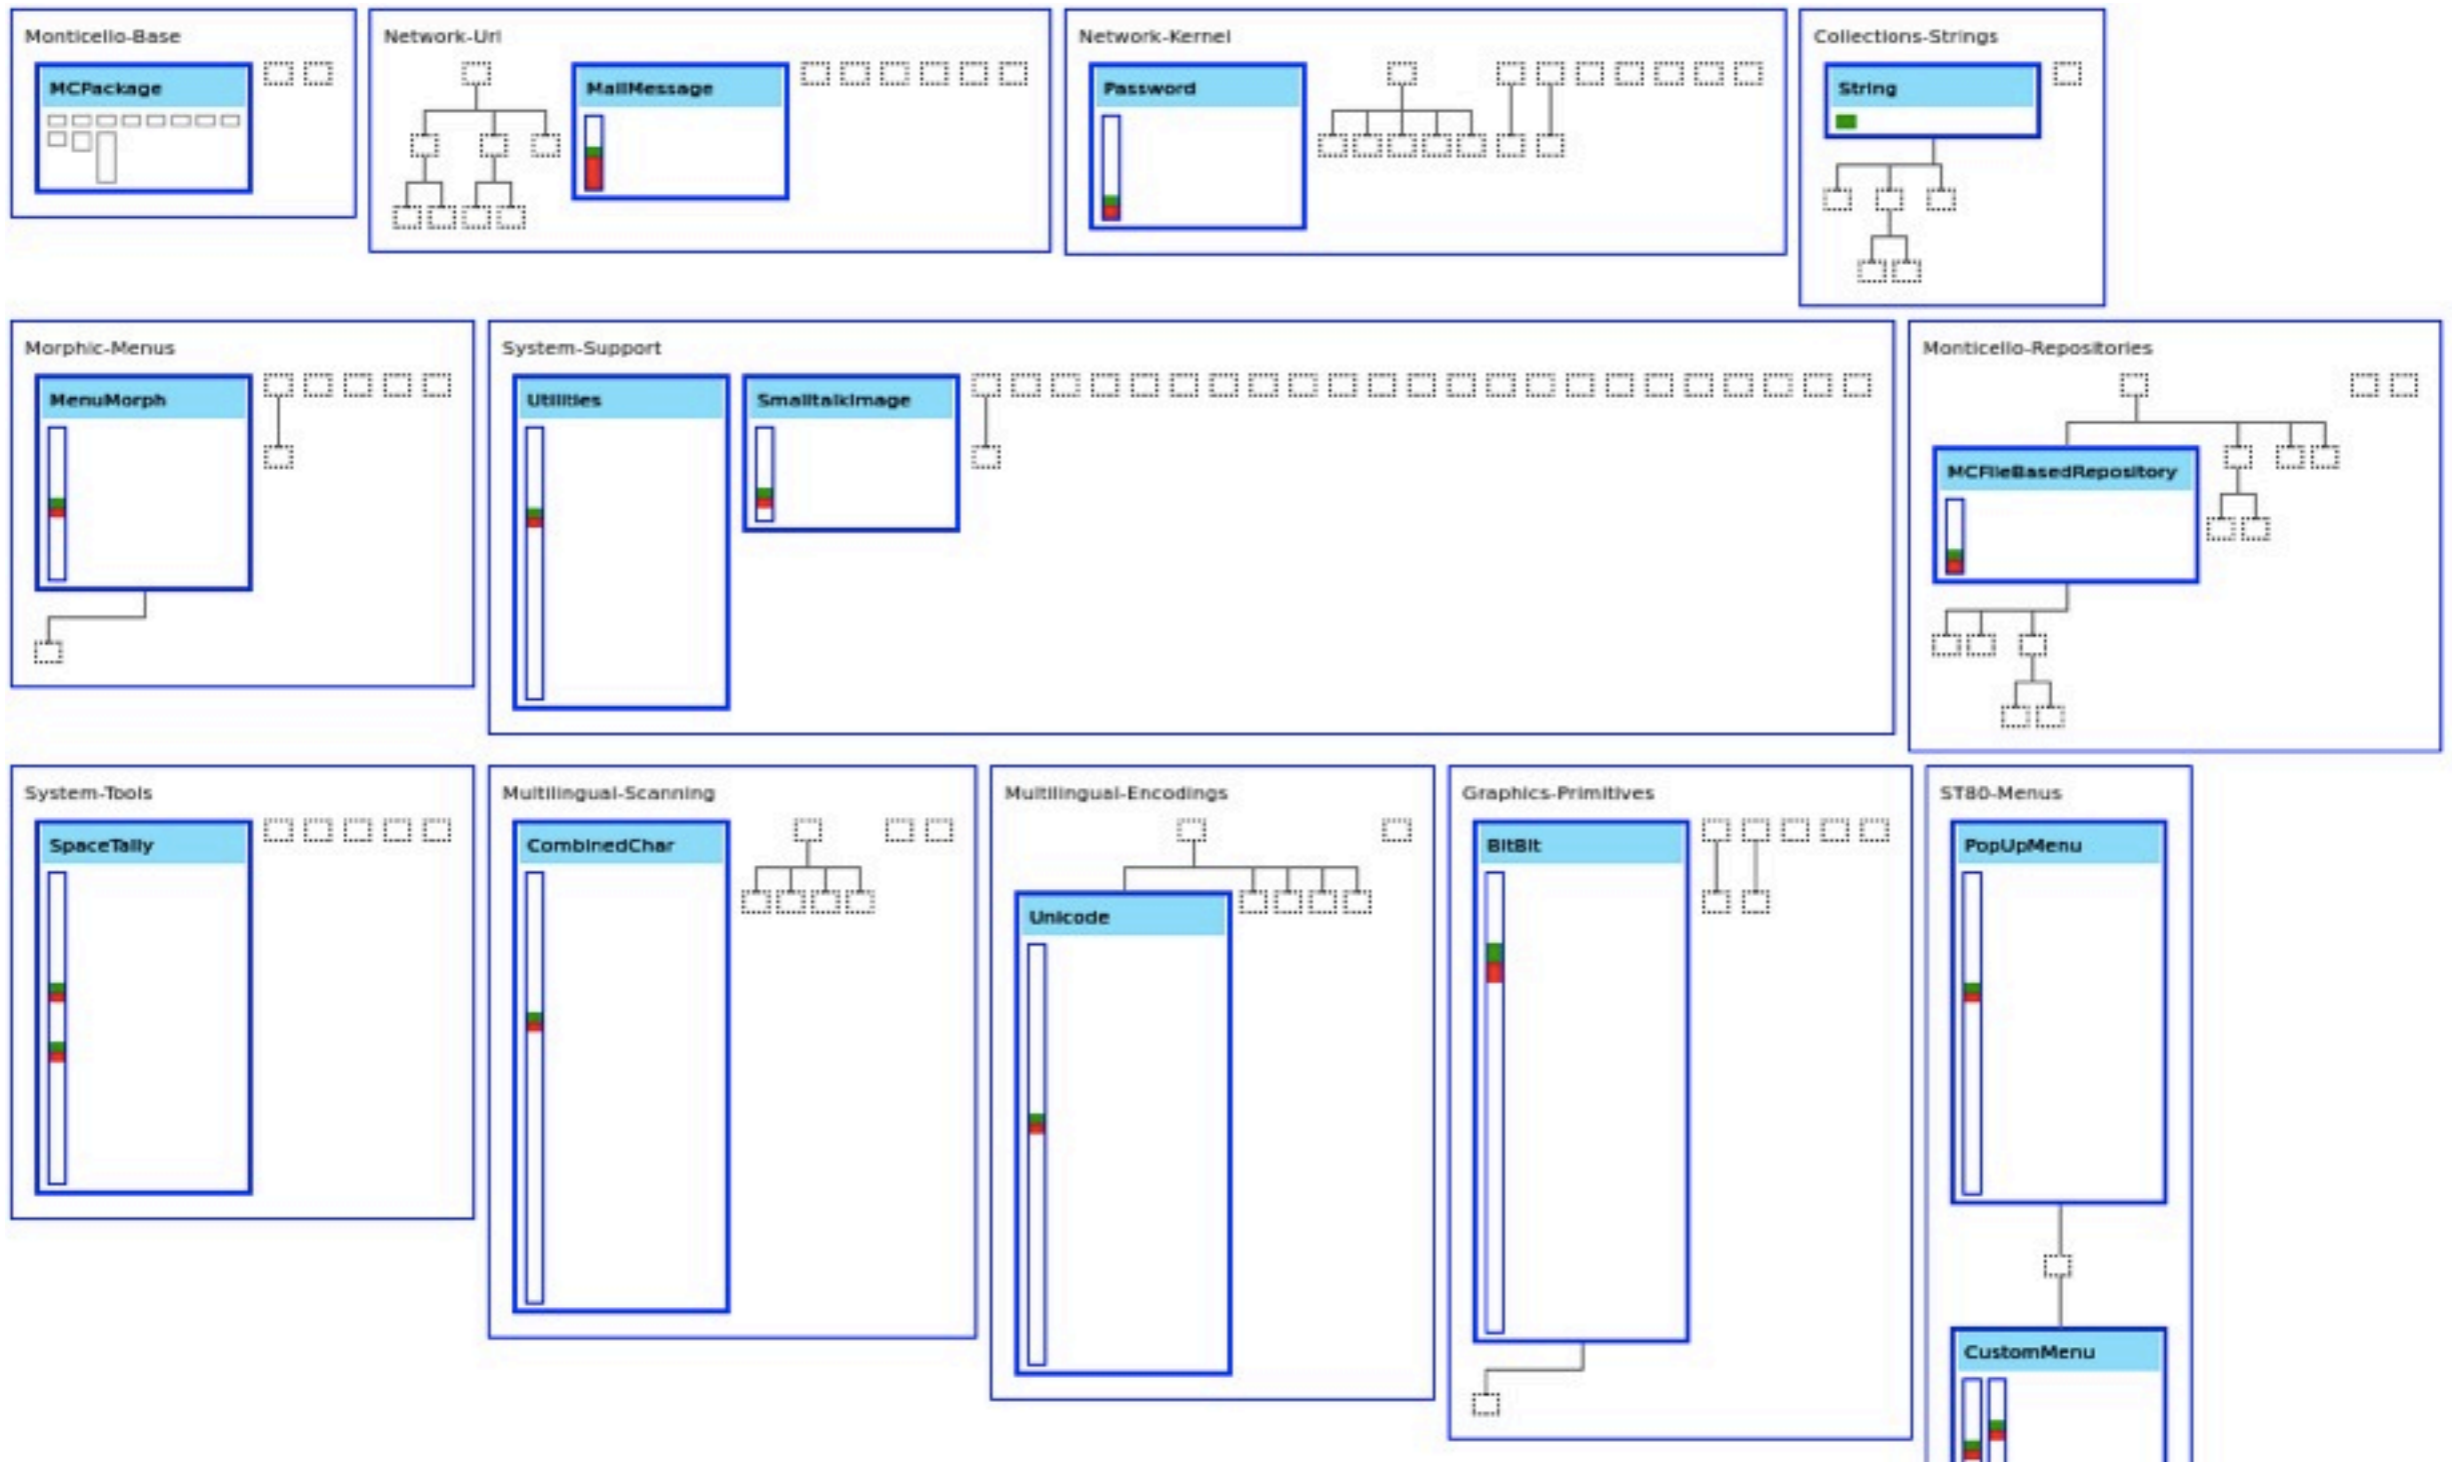 Monticello-Base
MCPackage
Network-Url
MailMessage
Network-Kernel
Password
Collections-Strings
String
Morphic-Menus
MenuMorph
System-Support
Utilities
SmalltalkImage
Monticello-Repositories
MCFileBasedRepository
System-Tools
SpaceTally
Multilingual-Scanning
CombinedChar
Multilingual-Encodings
Unicode
Graphics-Primitives
BitBlt
ST80-Menus
PopUpMenu
CustomMenu